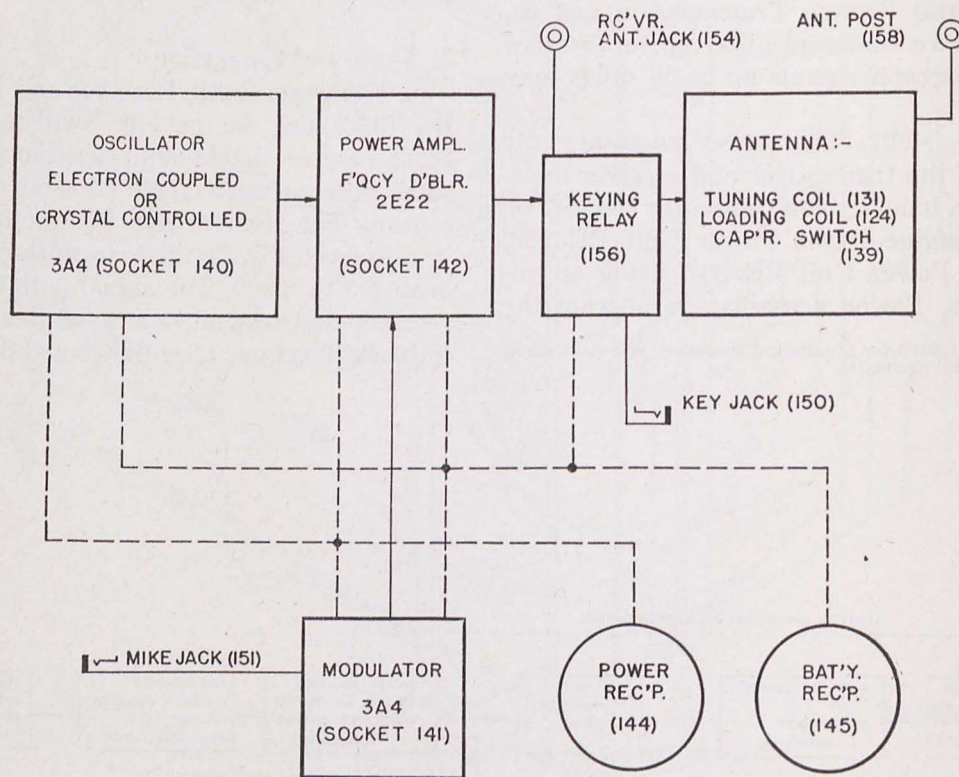 RC'VR.
ANT. JACK (154)
ANT. POST
(158)
OSCILLATOR
ELECTRON COUPLED
OR
CRYSTAL CONTROLLED
3A4 (SOCKET 140)
POWER AMPL.
F'QCY D'BLR.
2E22
(SOCKET 142)
KEYING
RELAY
(156)
ANTENNA:-
TUNING COIL (131)
LOADING COIL (124)
CAP'R. SWITCH
(139)
KEY JACK (150)
MIKE JACK (151)
MODULATOR
3A4
(SOCKET 141)
POWER
REC'P.
(144)
BAT'Y.
REC'P.
(145)